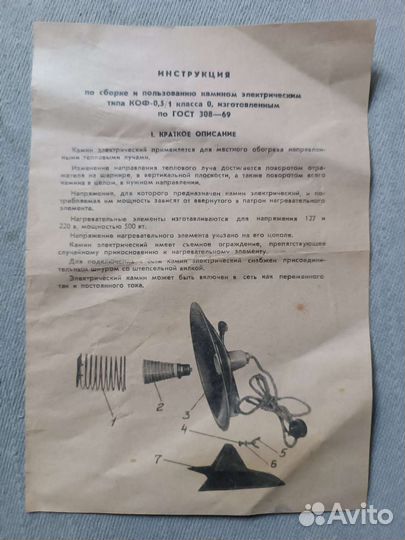 ИНСТРУКЦИЯ
по сборке и пользованию камином электрическим
типа КОФ-0,5/1 класса 0, изготовленным
по ГОСТ 308—69
1. КРАТКОЕ ОПИСАНИЕ
Камин электрический применяется для местного обогрева направлен-
ными тепловыми лучами.
Изменение направления теплового луча достигается поворотом отра-
жателя на шарнире, в вертикальной плоскости, а также поворотом всего
камина в целом, в нужном направлении.
Напряжение, для которого предназначен камин электрический, и по-
требляемая им мощность зависят от ввернутого в патрон нагревательного
элемента.
Нагревательные элементы изготавливаются для напряжения 127 и
220 в. мощностью 500 вт.
Напряжение нагревательного элемента указано на его цоколе.
Камин электрический имеет съемное ограждение, препятствующее
случайному прикосновению к нагревательному элементу.
Для подключения к сети камин электрический снабжен присоедини-
тельным шнуром со штепсельной вилкой.
Электрический камин может быть включен в сеть как переменного
так и постоянного тока.
1
2
3
4
5
6
7
Avito